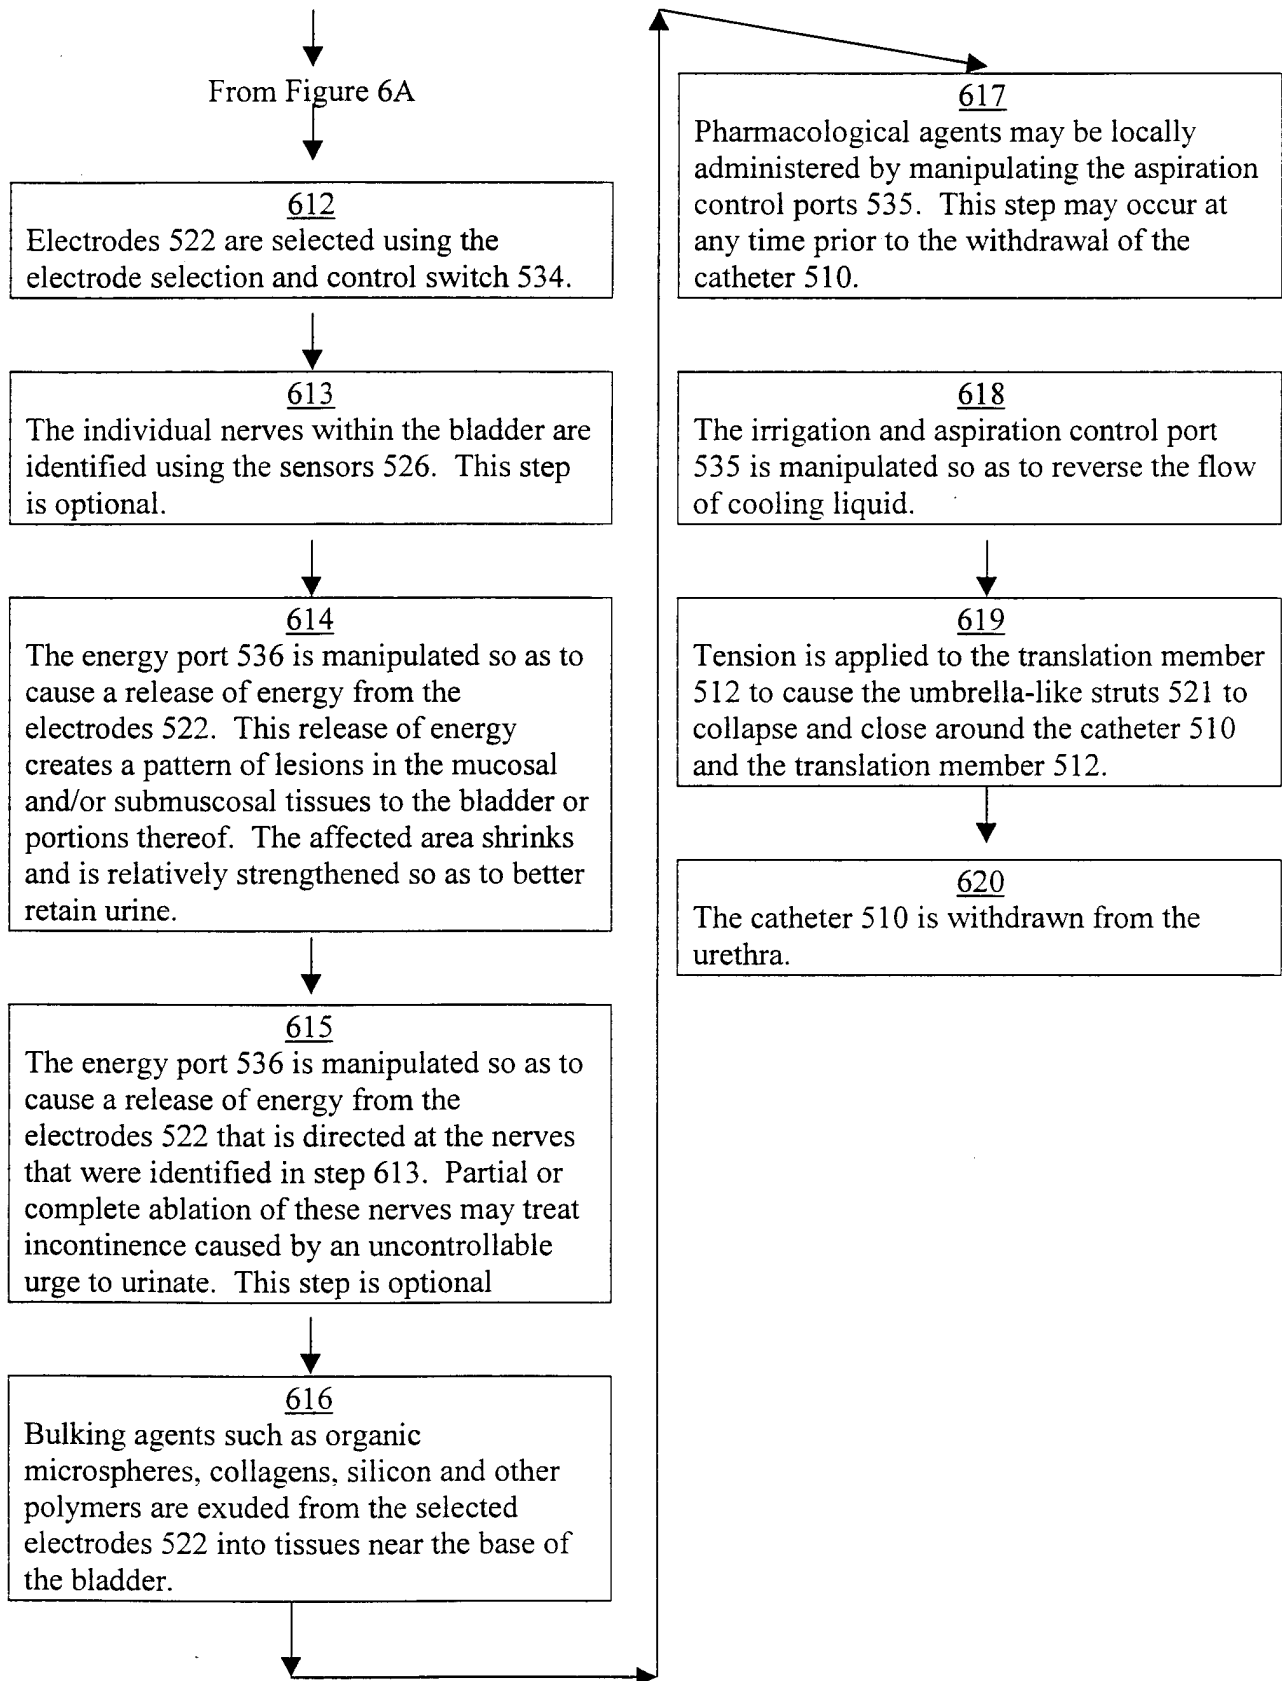 From Figure 6A
612
Electrodes 522 are selected using the
electrode selection and control switch 534.
613
The individual nerves within the bladder are
identified using the sensors 526. This step
is optional.
614
The energy port 536 is manipulated so as to
cause a release of energy from the
electrodes 522. This release of energy
creates a pattern of lesions in the mucosal
and/or submuscosal tissues to the bladder or
portions thereof. The affected area shrinks
and is relatively strengthened so as to better
retain urine.
615
The energy port 536 is manipulated so as to
cause a release of energy from the
electrodes 522 that is directed at the nerves
that were identified in step 613. Partial or
complete ablation of these nerves may treat
incontinence caused by an uncontrollable
urge to urinate. This step is optional
616
Bulking agents such as organic
microspheres, collagens, silicon and other
polymers are exuded from the selected
electrodes 522 into tissues near the base of
the bladder.
617
Pharmacological agents may be locally
administered by manipulating the aspiration
control ports 535. This step may occur at
any time prior to the withdrawal of the
catheter 510.
618
The irrigation and aspiration control port
535 is manipulated so as to reverse the flow
of cooling liquid.
619
Tension is applied to the translation member
512 to cause the umbrella-like struts 521 to
collapse and close around the catheter 510
and the translation member 512.
620
The catheter 510 is withdrawn from the
urethra.